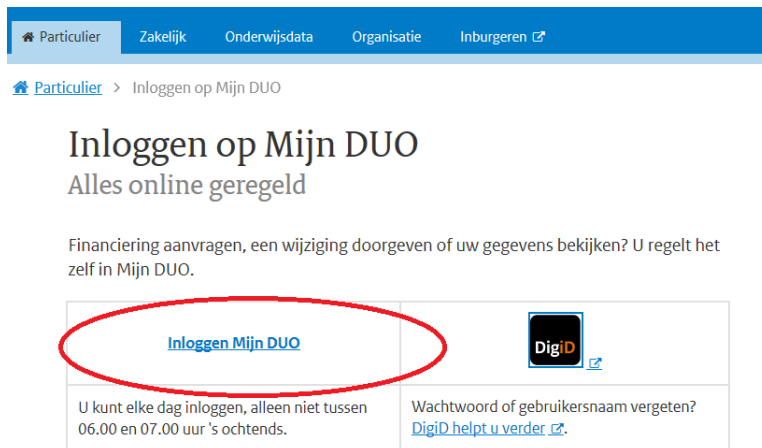 Particulier Zakelijk Onderwijsdata Organisatie Inburgeren
Particulier > Inloggen op Mijn DUO
Inloggen op Mijn DUO
Alles online geregeld
Financiering aanvragen, een wijziging doorgeven of uw gegevens bekijken? U regelt het
zelf in Mijn DUO.
Inloggen Mijn DUO
DigiD
U kunt elke dag inloggen, alleen niet tussen
06.00 en 07.00 uur 's ochtends.
Wachtwoord of gebruikersnaam vergeten?
DigiD helpt u verder.